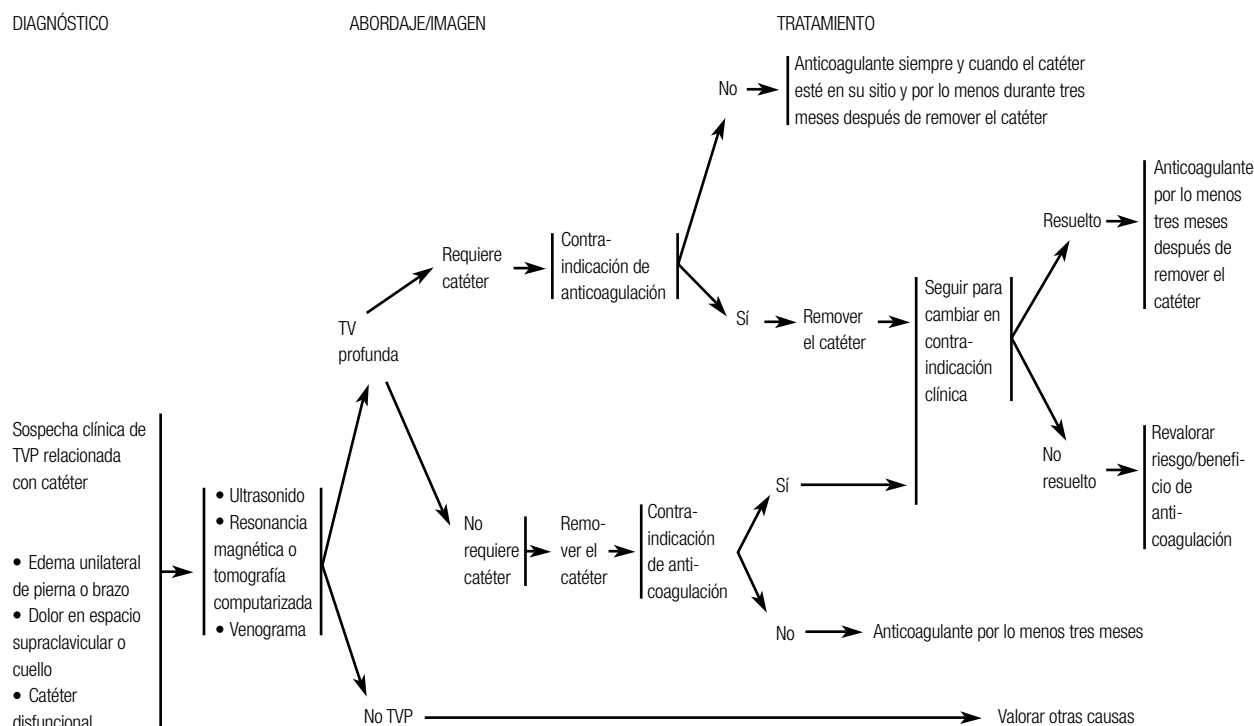 DIAGNÓSTICO
ABORDAJE/IMAGEN
TRATAMIENTO
Sospecha clínica de
TVP relacionada
con catéter
• Edema unilateral
de pierna o brazo
• Dolor en espacio
supraclavicular o
cuello
• Catéter
disfuncional
• Ultrasonido
• Resonancia
magnética o
tomografía
computarizada
• Venograma
TV
profunda
Requiere
catéter
Contra-
indicación de
anticoagulación
No
Anticoagulante siempre y cuando el catéter
esté en su sitio y por lo menos durante tres
meses después de remover el catéter
Sí
Remover
el catéter
Seguir para
cambiar en
contra-
indicación
clínica
Resuelto
Anticoagulante
por lo menos
tres meses
después de
remover el
catéter
No
resuelto
Revalorar
riesgo/benefi-
cio de
anti-
coagulación
No
requiere
catéter
Remo-
ver el
catéter
Contra-
indicación
de anti-
coagulación
Sí
No
Anticoagulante por lo menos tres meses
No TVP
Valorar otras causas